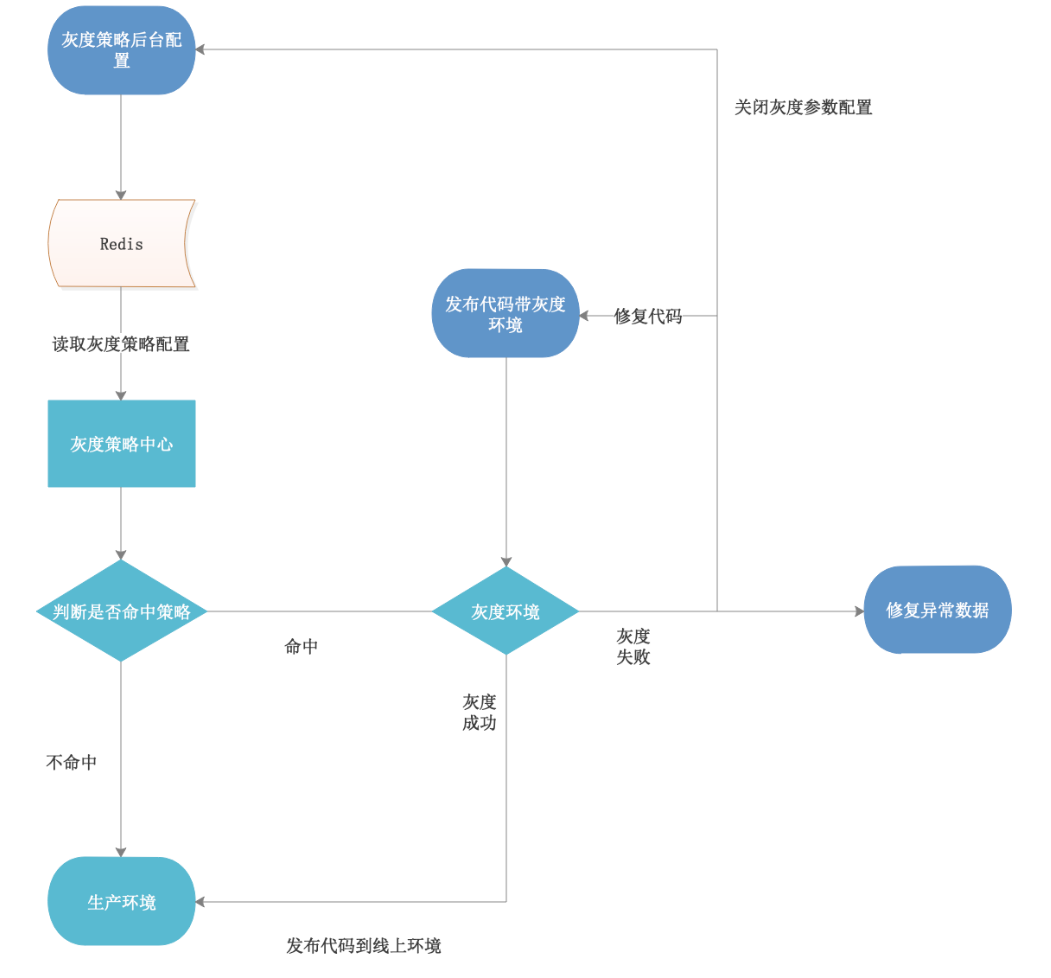 灰度策略后台配
置
关闭灰度参数配置
Redis
发布代码带灰度
环境
修复代码
读取灰度策略配置
灰度策略中心
判断是否命中策略
命中
灰度环境
灰度
失败
修复异常数据
灰度
成功
不命中
生产环境
发布代码到线上环境